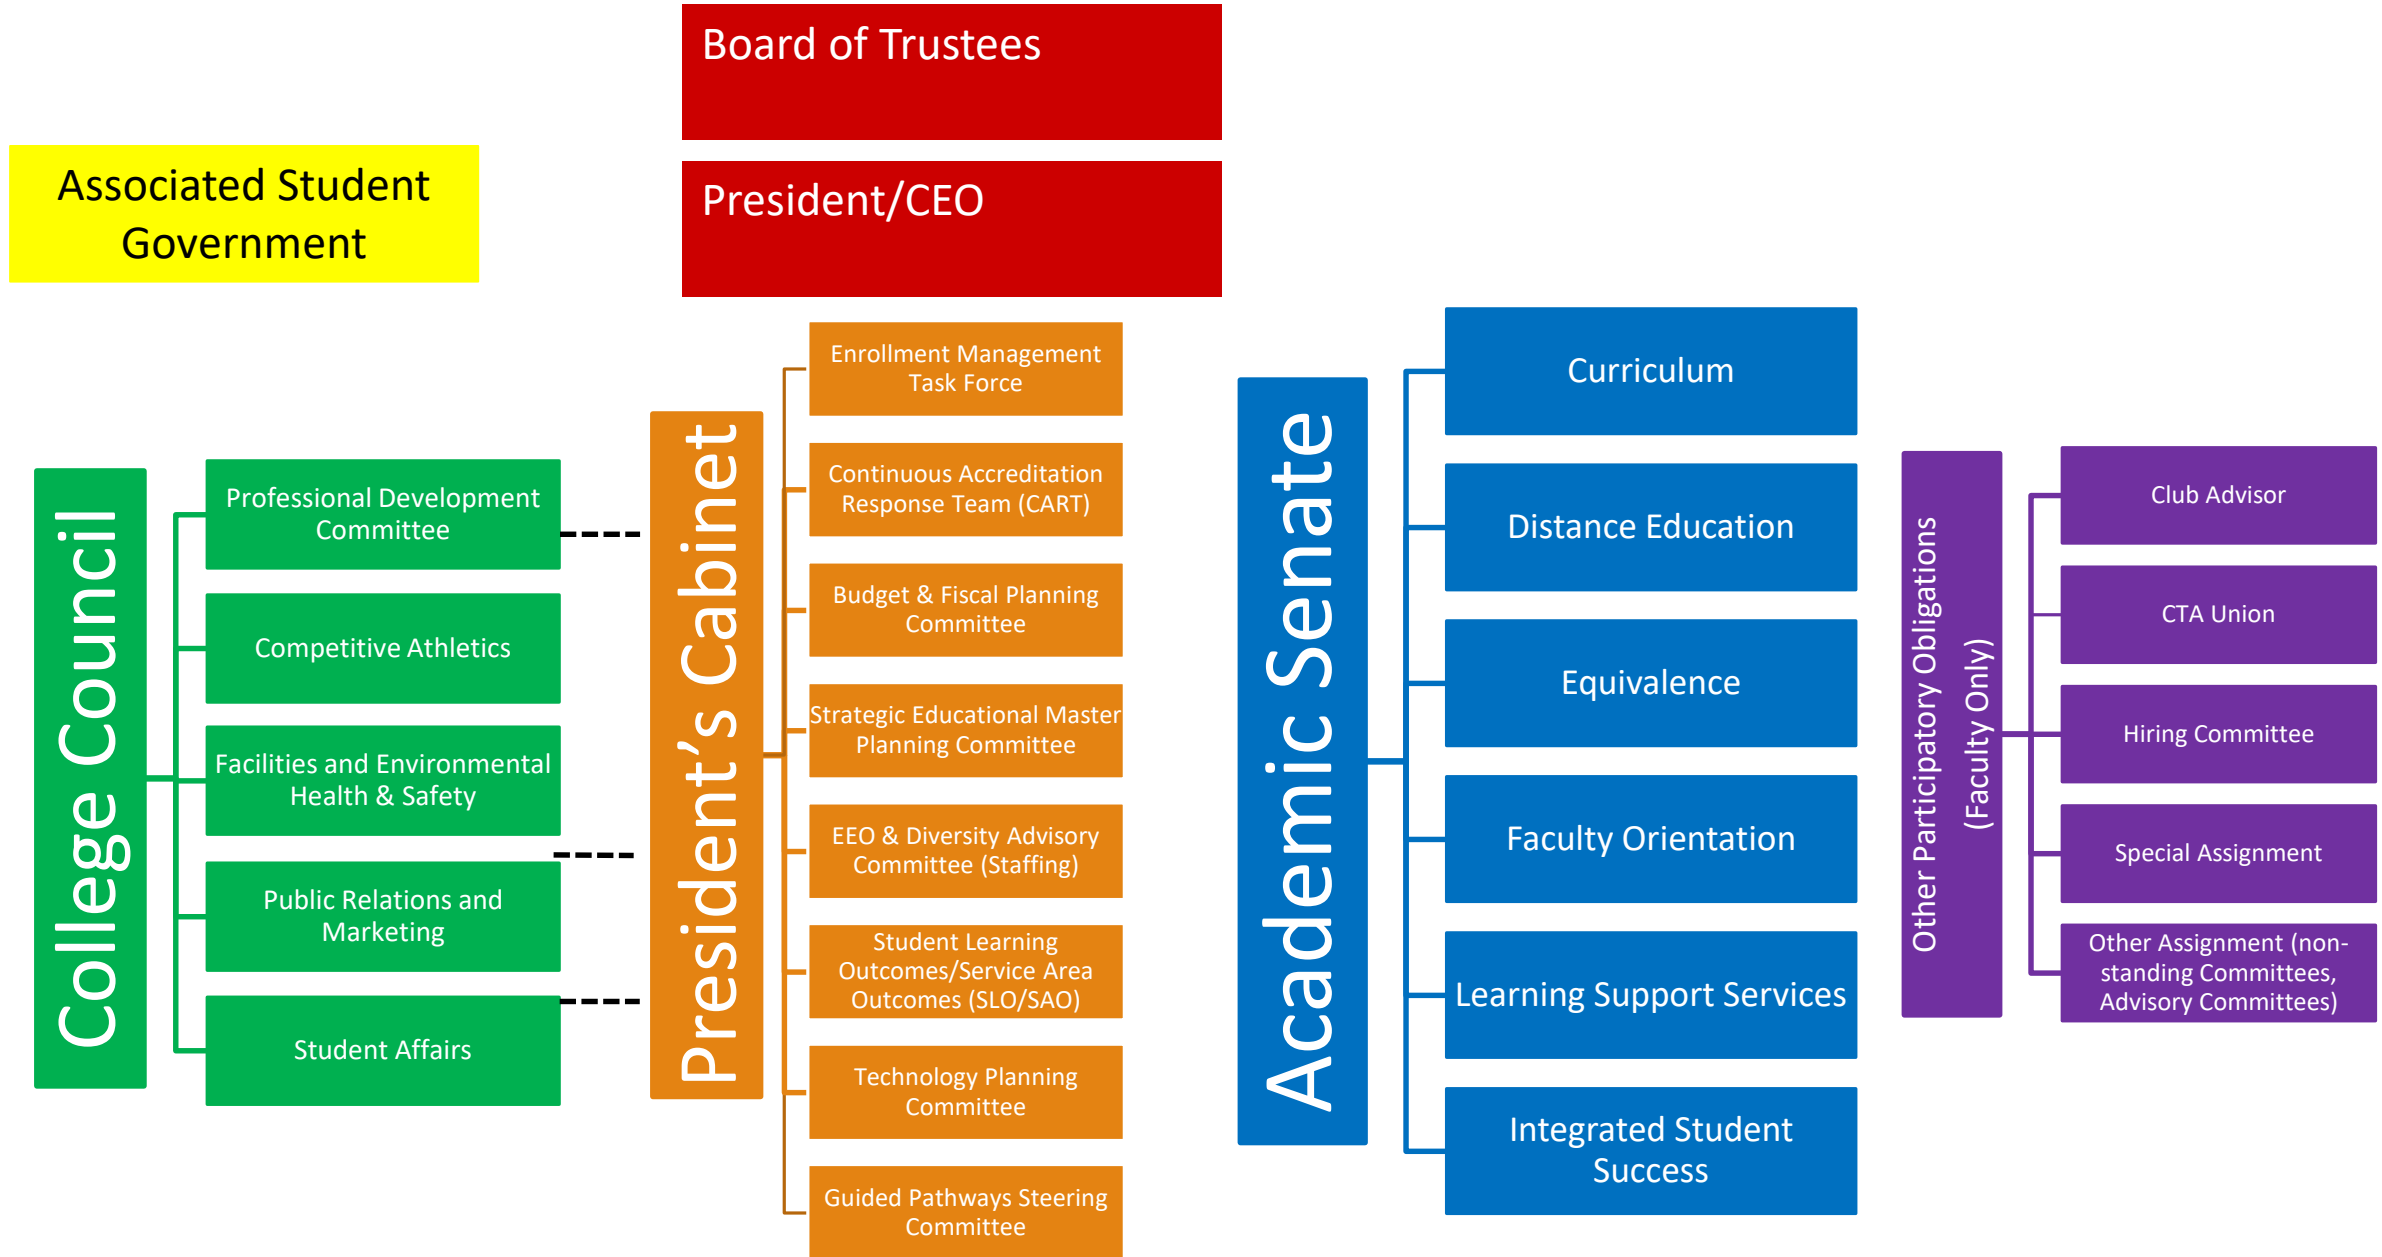 Board of Trustees
Associated Student
Government
President/CEO
College Council
Professional Development
Committee
Competitive Athletics
Facilities and Environmental
Health & Safety
Public Relations and
Marketing
Student Affairs
President’s Cabinet
Enrollment Management
Task Force
Continuous Accreditation
Response Team (CART)
Budget & Fiscal Planning
Committee
Strategic Educational Master
Planning Committee
EEO & Diversity Advisory
Committee (Staffing)
Student Learning
Outcomes/Service Area
Outcomes (SLO/SAO)
Technology Planning
Committee
Guided Pathways Steering
Committee
Academic Senate
Curriculum
Distance Education
Equivalence
Faculty Orientation
Learning Support Services
Integrated Student
Success
Other Participatory Obligations
(Faculty Only)
Club Advisor
CTA Union
Hiring Committee
Special Assignment
Other Assignment (non-
standing Committees,
Advisory Committees)